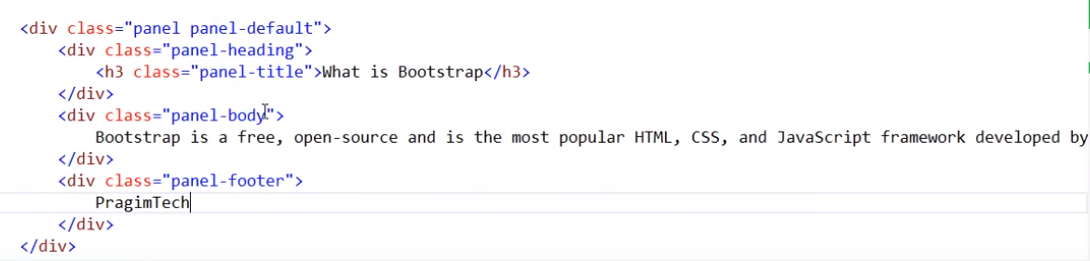 <div class="panel panel-default">
    <div class="panel-heading">
        <h3 class="panel-title">What is Bootstrap</h3>
    </div>
    <div class="panel-body">
        Bootstrap is a free, open-source and is the most popular HTML, CSS, and JavaScript framework developed by
    </div>
    <div class="panel-footer">
        PragimTech
    </div>
</div>